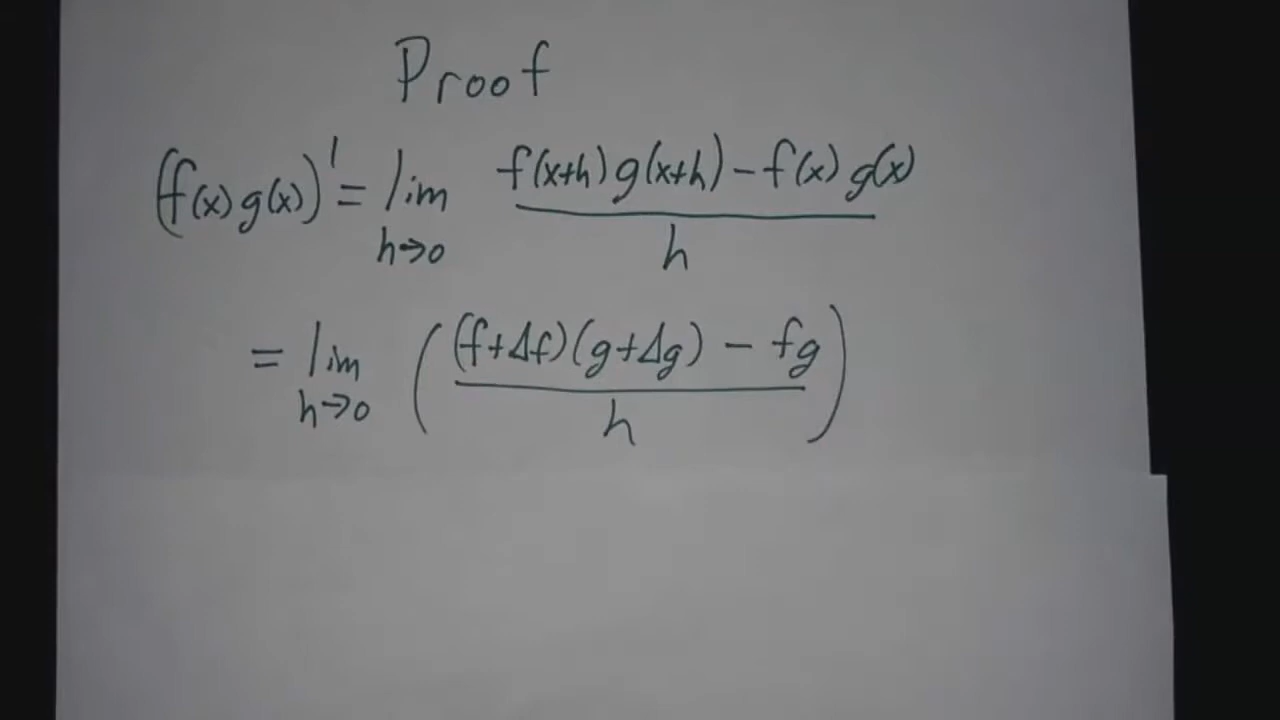 Proof
(f(x)g(x))' = lim h→0 f(x+h)g(x+h) - f(x)g(x) / h
= lim h→0 ( (f+Δf)(g+Δg) - fg / h )